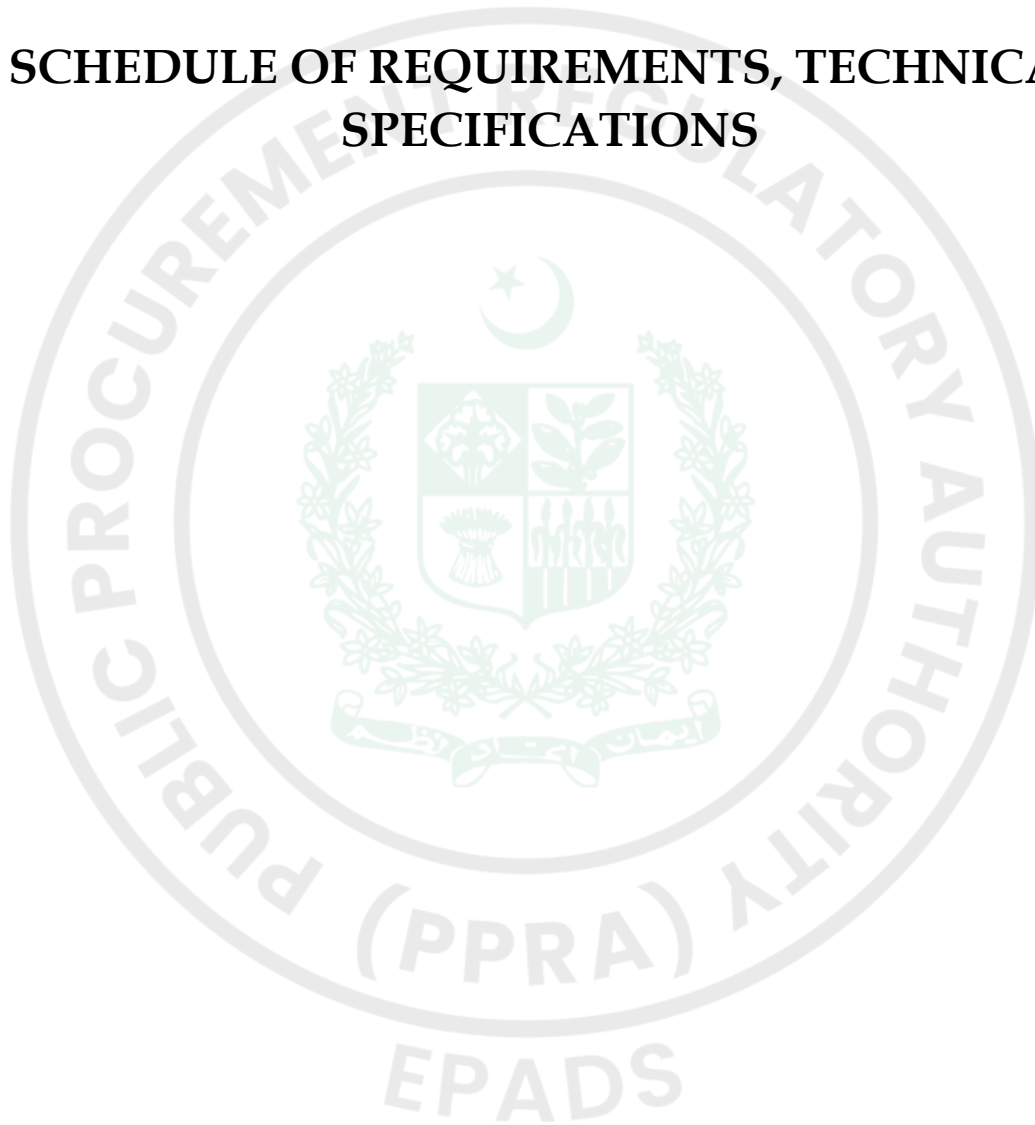 SCHEDULE OF REQUIREMENTS, TECHNICA
SPECIFICATIONS
PUBLIC PROCUREMENT REGULATORY AUTHORITY
(PPRA)
EPADS